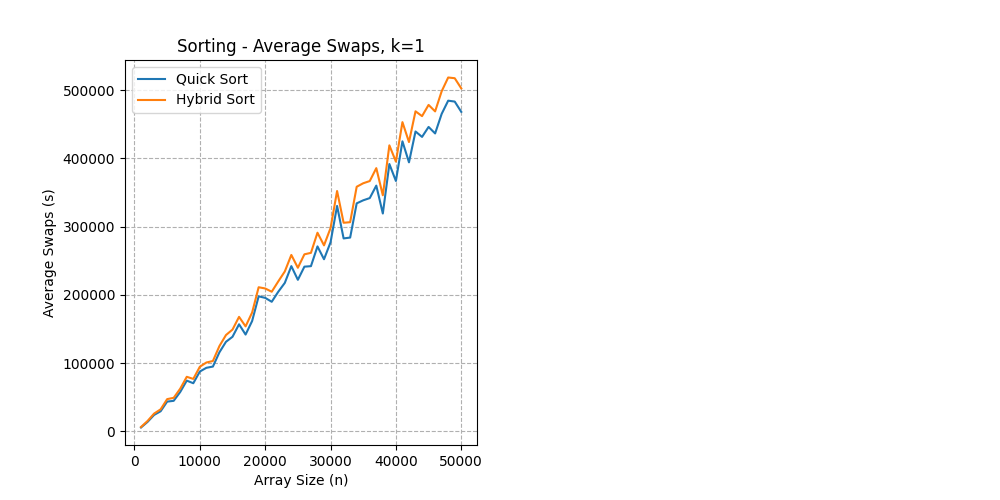 Sorting - Average Swaps, k=1
Quick Sort
Hybrid Sort
Average Swaps (s)
500000
400000
300000
200000
100000
0
0 10000 20000 30000 40000 50000
Array Size (n)